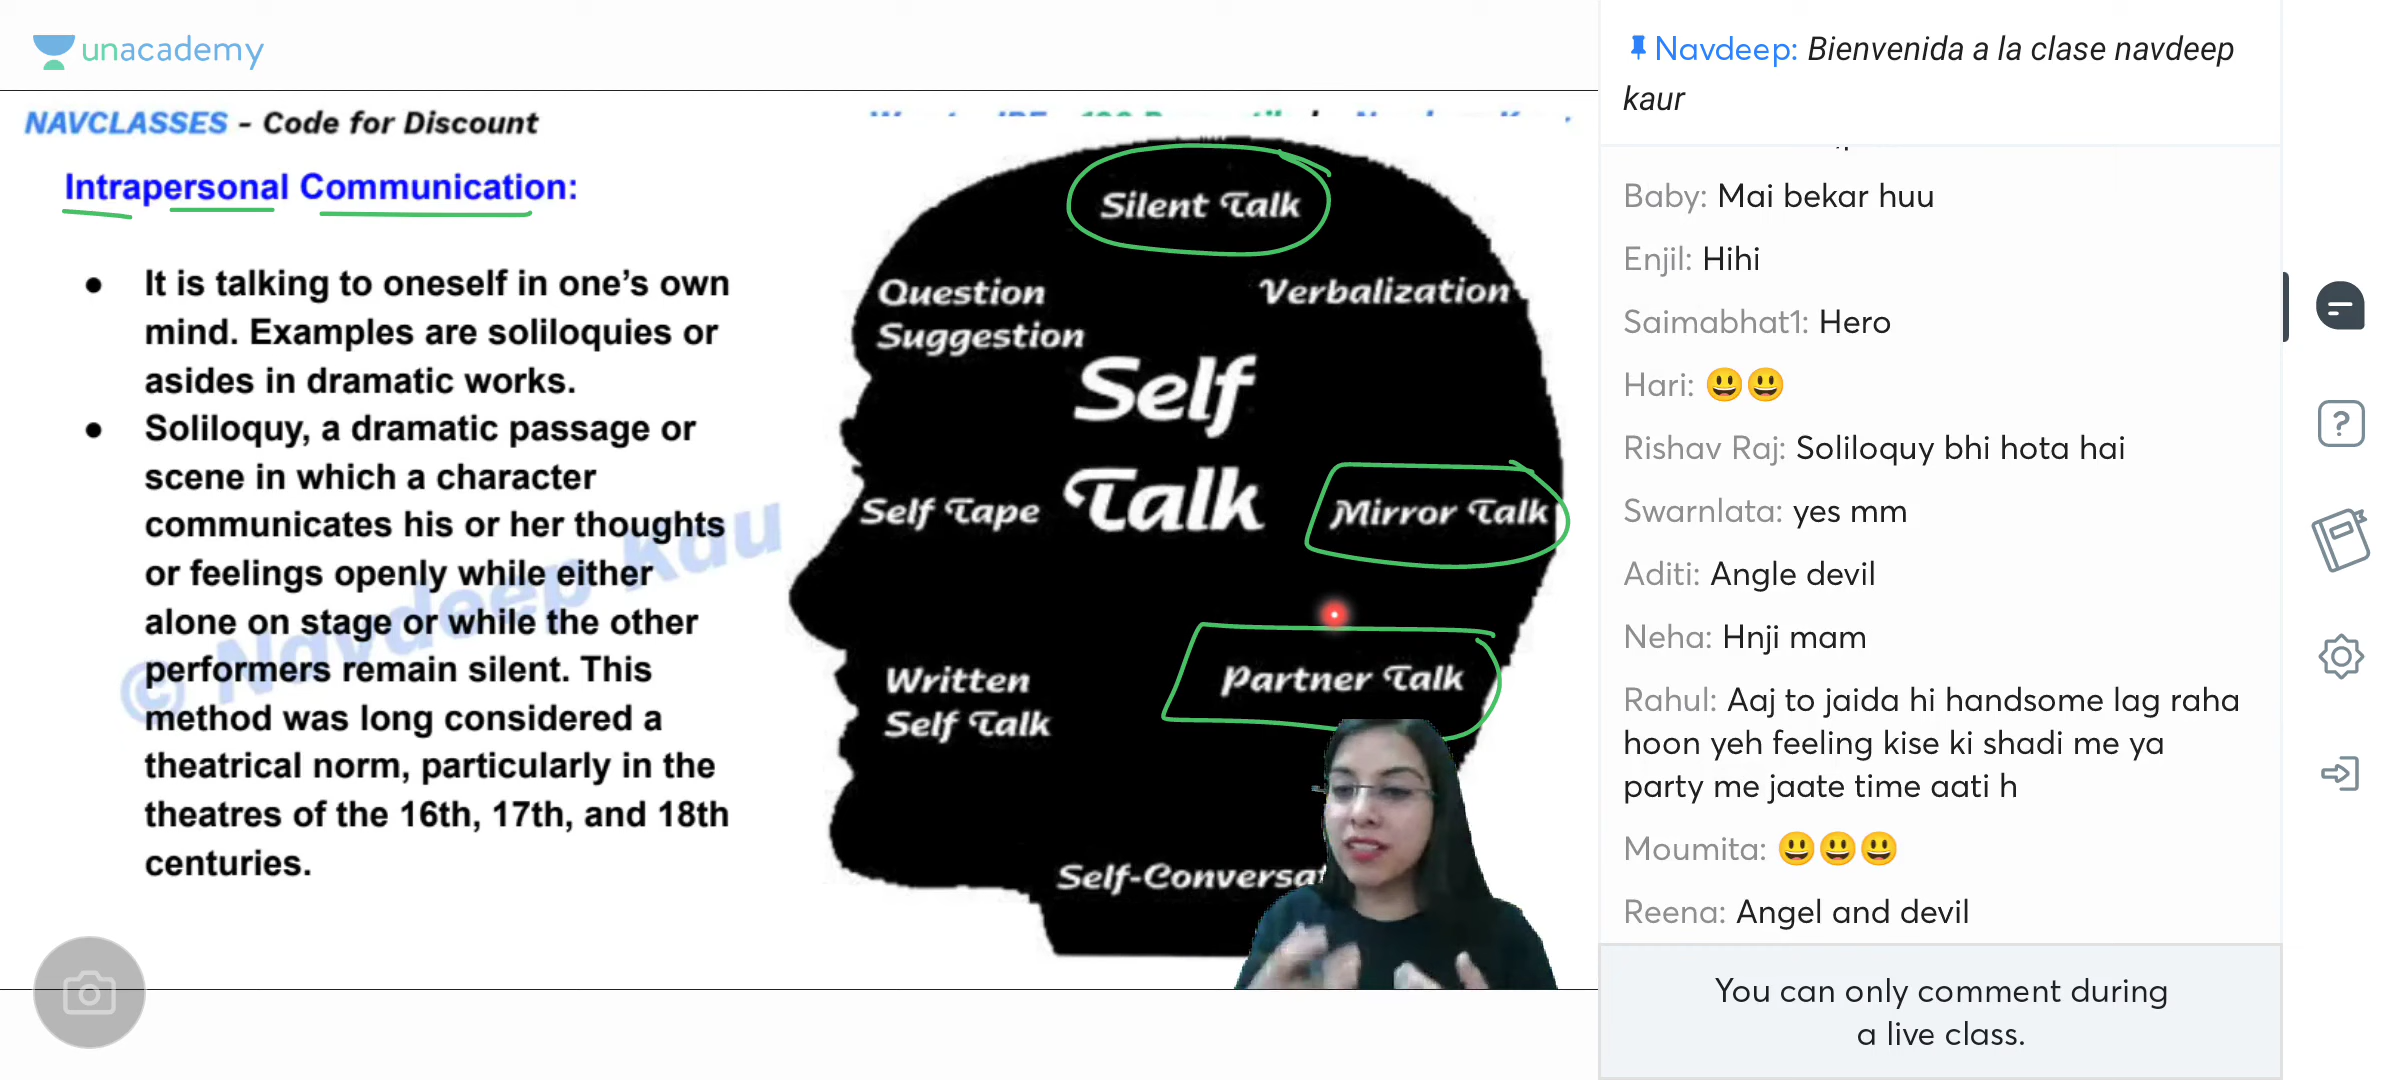 unacademy
NAVCLASSES - Code for Discount
Intrapersonal Communication:
● It is talking to oneself in one's own
mind. Examples are soliloquies or
asides in dramatic works.
● Soliloquy, a dramatic passage or
scene in which a character
communicates his or her thoughts
or feelings openly while either
alone on stage or while the other
performers remain silent. This
method was long considered a
theatrical norm, particularly in the
theatres of the 16th, 17th, and 18th
centuries.
© Navdeep Kau
Silent Talk
Question
Suggestion
Verbalization
Self
Talk
Self Tape
Mirror Talk
Written
Self Talk
Partner Talk
Self-Conversat
Navdeep: Bienvenida a la clase navdeep
kaur
Baby: Mai bekar huu
Enjil: Hihi
Saimabhat1: Hero
Hari: 😃😃
Rishav Raj: Soliloquy bhi hota hai
Swarnlata: yes mm
Aditi: Angle devil
Neha: Hnji mam
Rahul: Aaj to jaida hi handsome lag raha
hoon yeh feeling kise ki shadi me ya
party me jaate time aati h
Moumita: 😃😃😃
Reena: Angel and devil
You can only comment during
a live class.